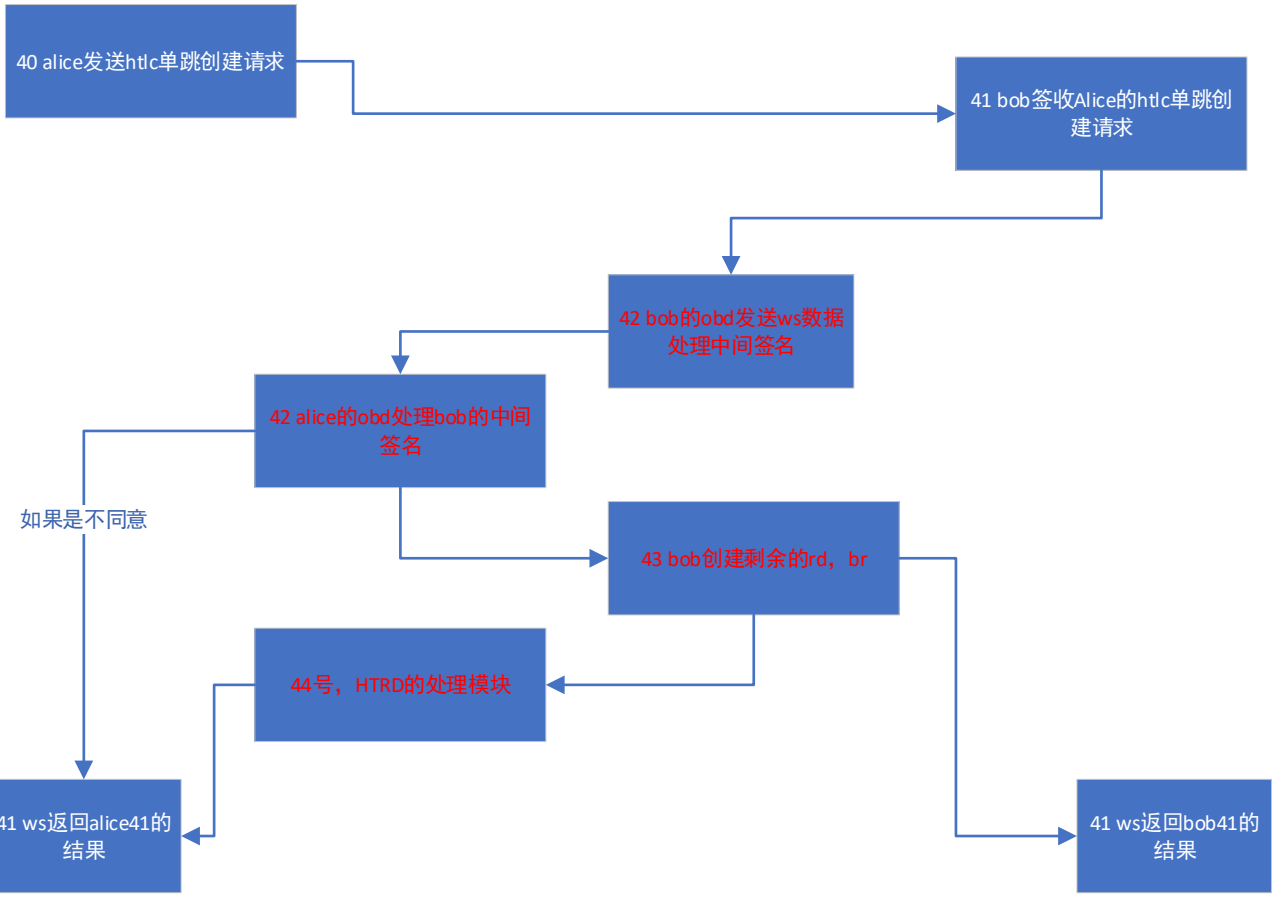 40 alice发送htlc单跳创建请求
41 bob签收Alice的htlc单跳创
建请求
42 bob的obd发送ws数据
处理中间签名
42 alice的obd处理bob的中间
签名
如果是不同意
43 bob创建剩余的rd，br
44号，HTRD的处理模块
41 ws返回alice41的
结果
41 ws返回bob41的
结果